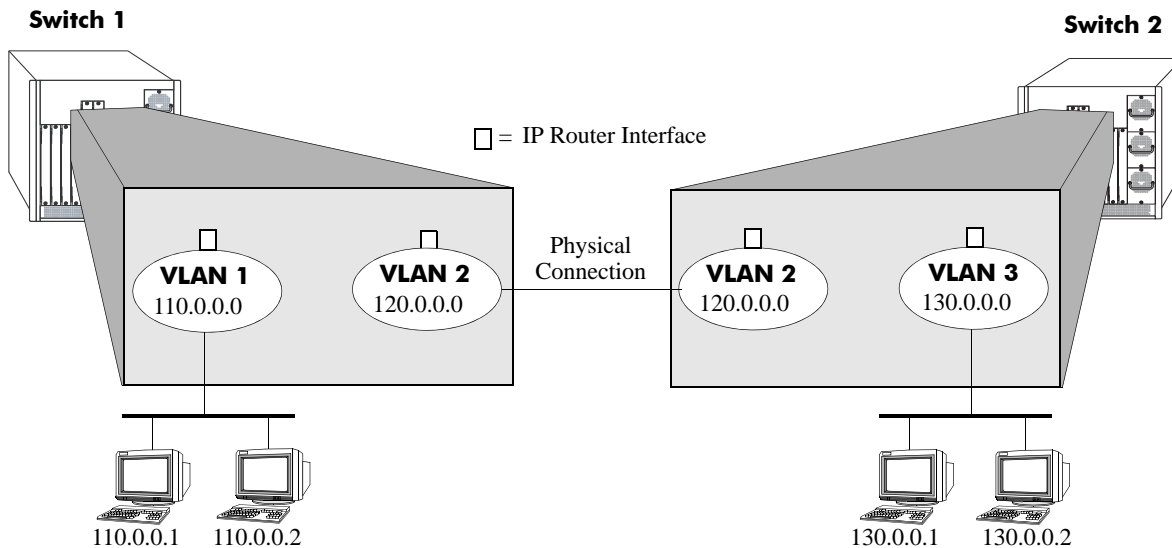 Switch 1
Switch 2
= IP Router Interface
VLAN 1
110.0.0.0
VLAN 2
120.0.0.0
Physical
Connection
VLAN 2
120.0.0.0
VLAN 3
130.0.0.0
110.0.0.1
110.0.0.2
130.0.0.1
130.0.0.2